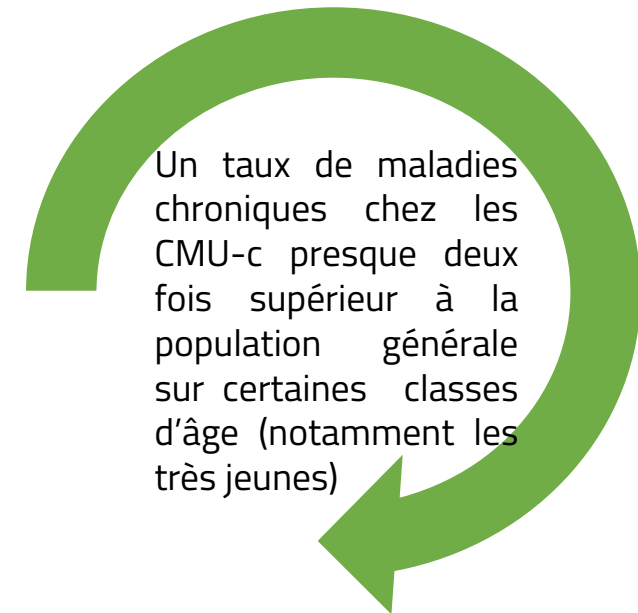 Un taux de maladies
chroniques chez les
CMU-c presque deux
fois supérieur à la
population générale
sur certaines classes
d’âge (notamment les
très jeunes)